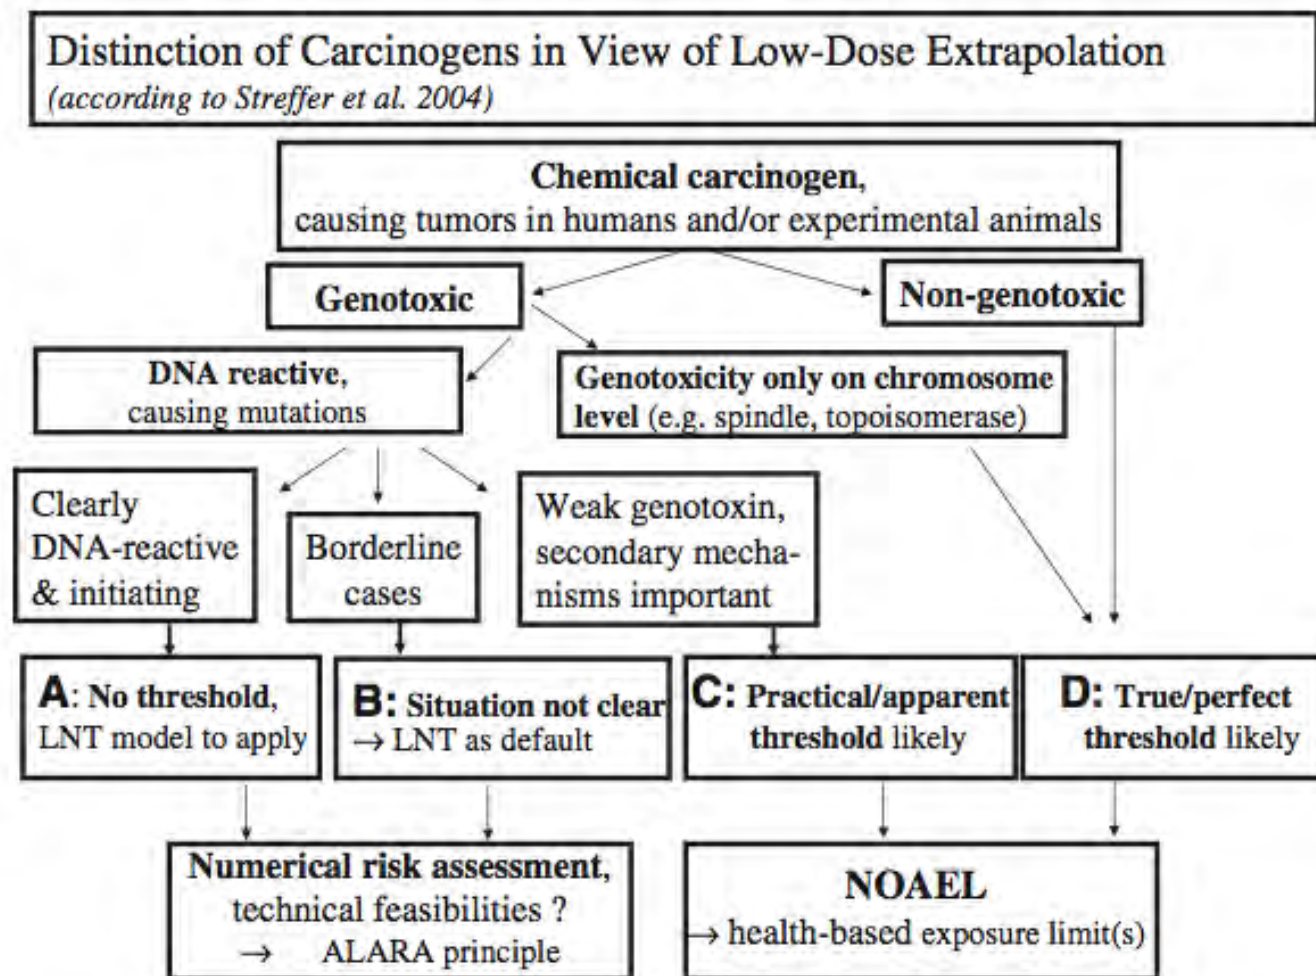 Distinction of Carcinogens in View of Low-Dose Extrapolation
(according to Streffer et al. 2004)
Chemical carcinogen,
causing tumors in humans and/or experimental animals
Genotoxic
Non-genotoxic
DNA reactive,
causing mutations
Genotoxicity only on chromosome
level (e.g. spindle, topoisomerase)
Clearly
DNA-reactive
& initiating
Borderline
cases
Weak genotoxin,
secondary mecha-
nisms important
A: No threshold,
LNT model to apply
B: Situation not clear
→ LNT as default
C: Practical/apparent
threshold likely
D: True/perfect
threshold likely
Numerical risk assessment,
technical feasibilities ?
→ ALARA principle
NOAEL
→ health-based exposure limit(s)